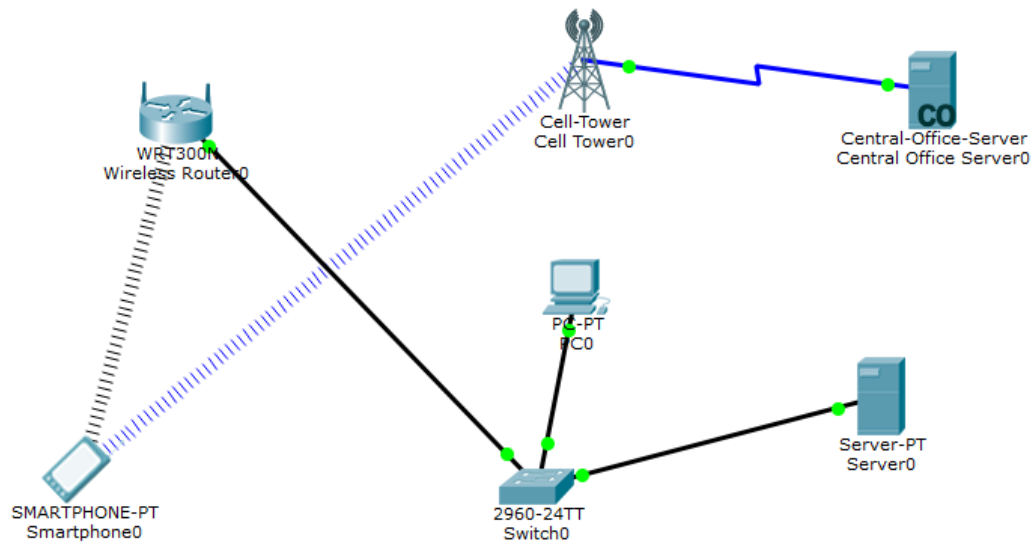 Cell-Tower
Cell Tower0
CO
Central-Office-Server
Central Office Server0
WRT300N
Wireless Router0
PC-PT
PC0
Server-PT
Server0
SMARTPHONE-PT
Smartphone0
2960-24TT
Switch0